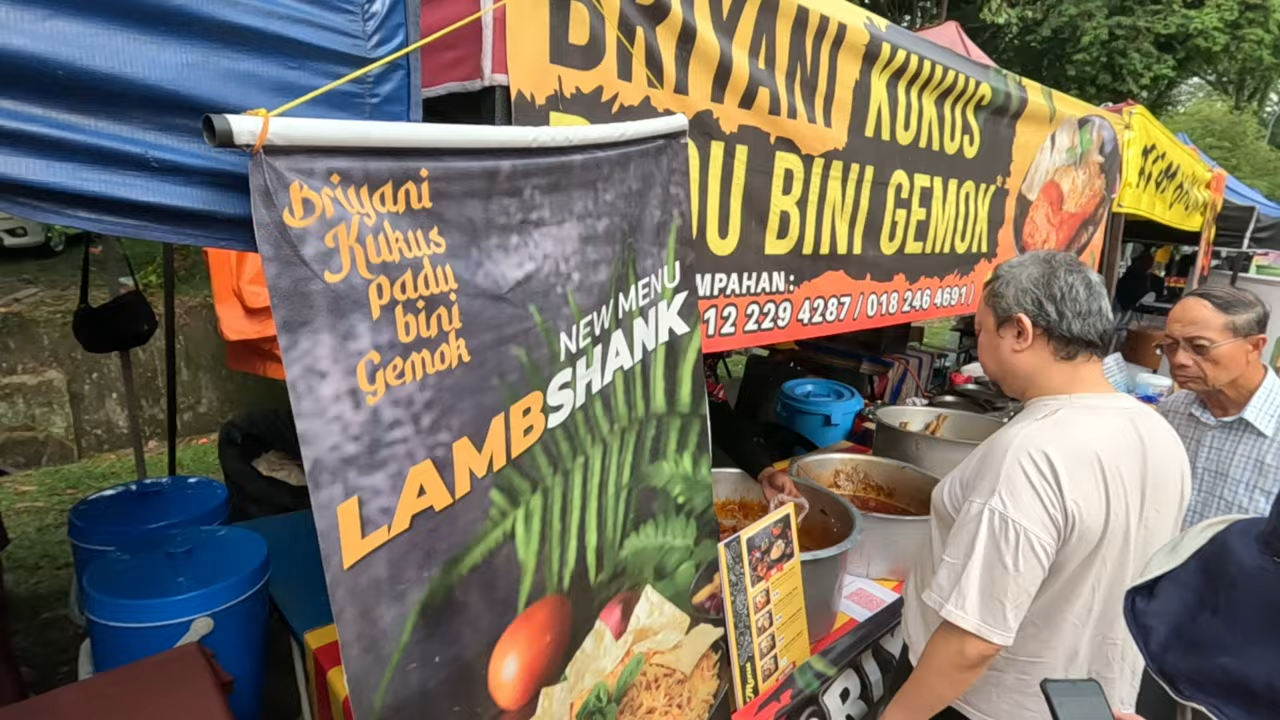 BRIYANI KUKUS
DU BINI GEMOK
MPAHAN:
12 229 4287 / 018 246 4691 /
Briyani
Kukus
padu
bini
Gemok
NEW MENU
LAMBSHANK
Menu